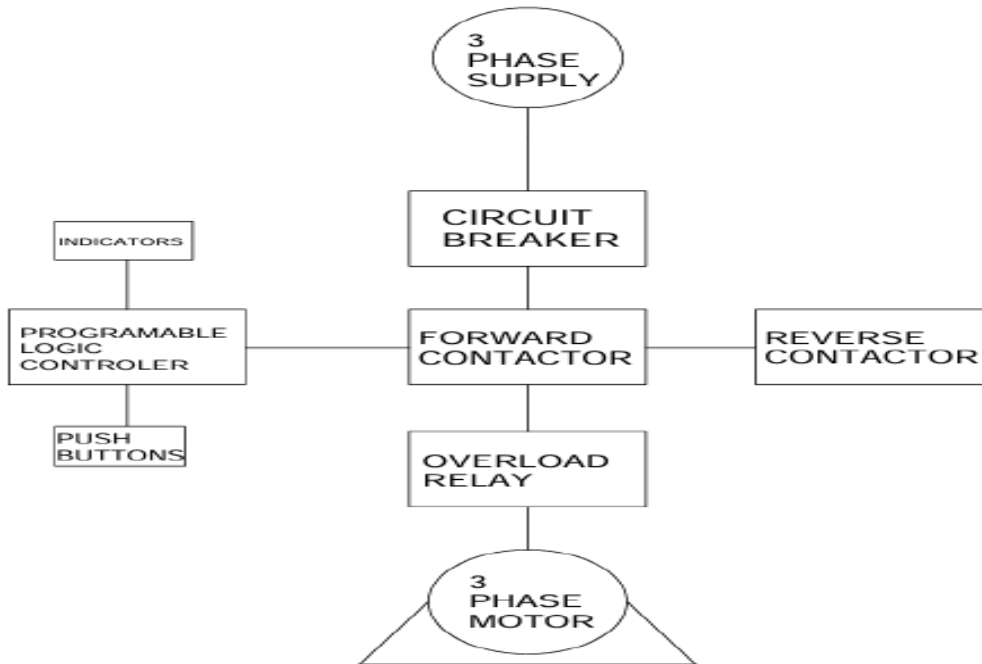 3
PHASE
SUPPLY
CIRCUIT
BREAKER
INDICATORS
PROGRAMABLE
LOGIC
CONTROLER
FORWARD
CONTACTOR
REVERSE
CONTACTOR
PUSH
BUTTONS
OVERLOAD
RELAY
3
PHASE
MOTOR